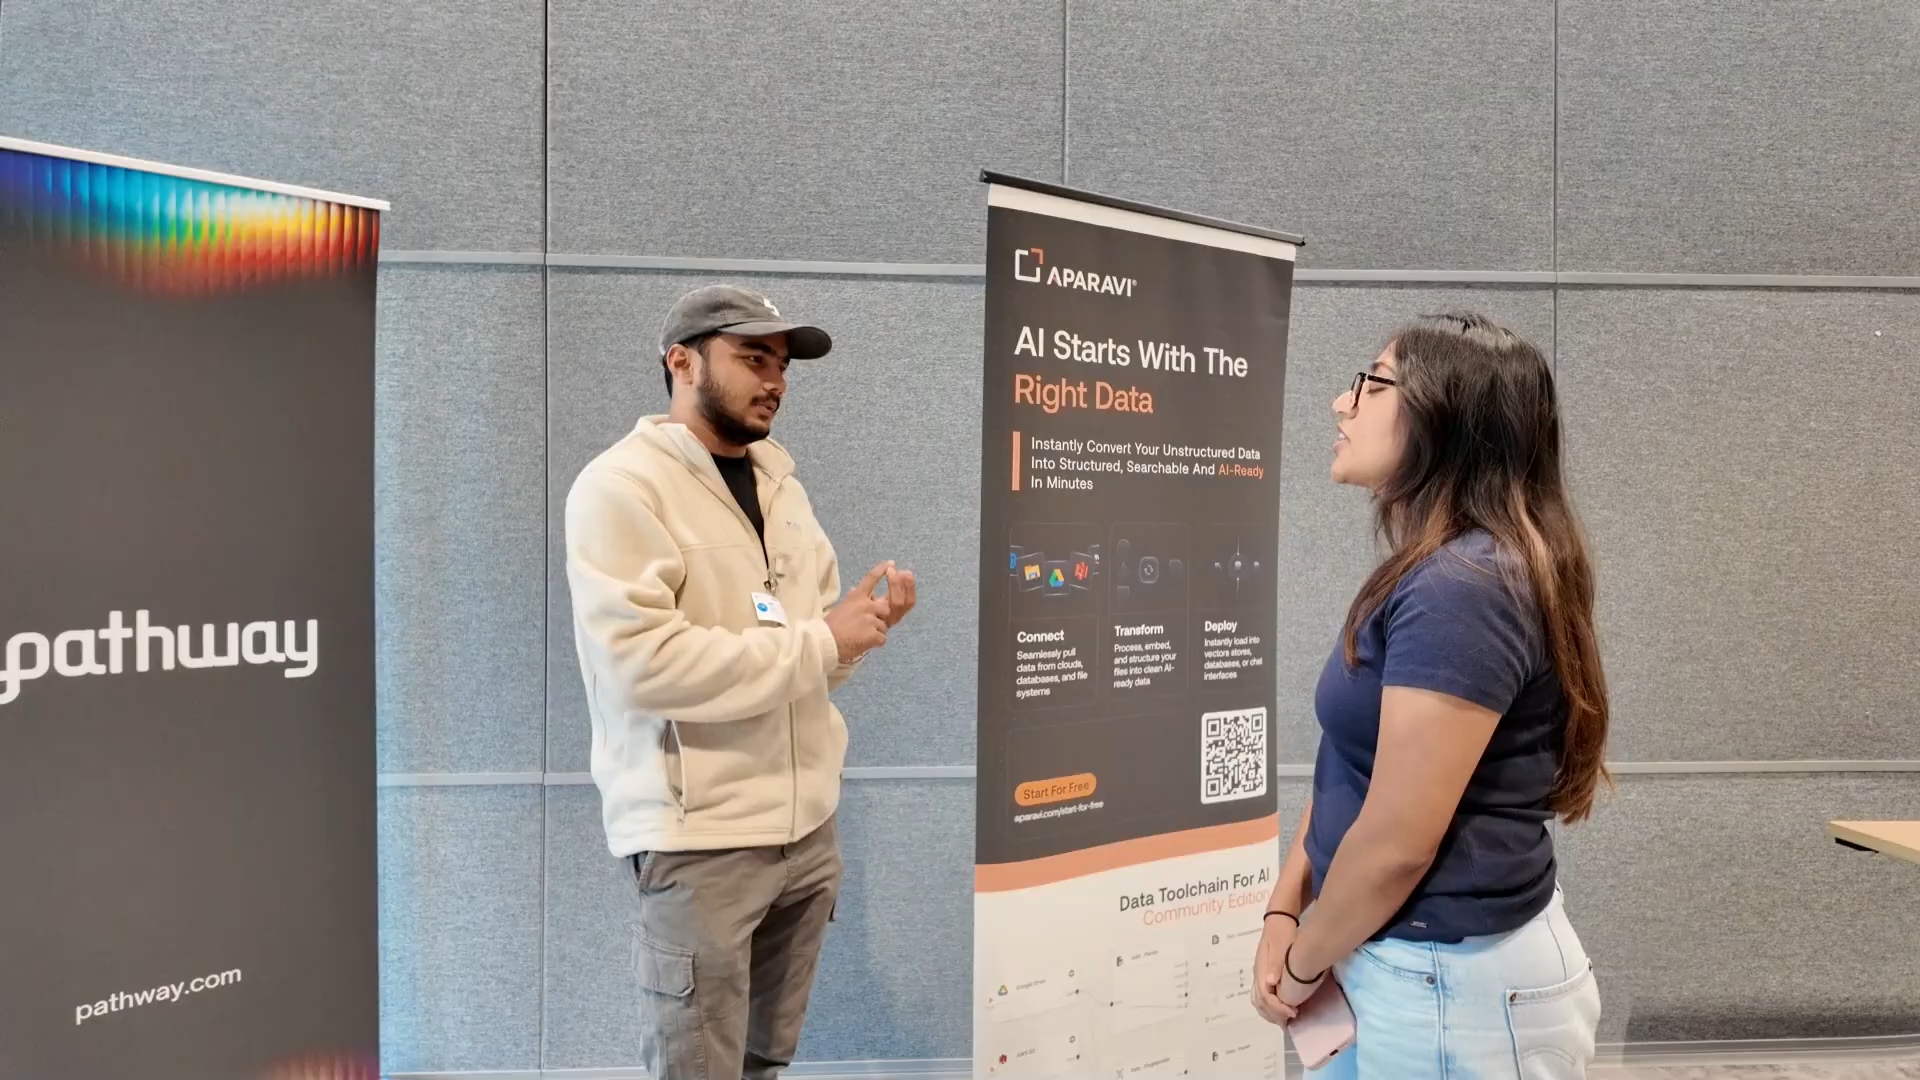 pathway
pathway.com
APARAVI
AI Starts With The
Right Data
Instantly Convert Your Unstructured Data
Into Structured, Searchable And AI-Ready
In Minutes
Connect
Seamlessly pull
data from clouds,
databases, and file
systems
Transform
Process, embed,
and structure your
files into clean AI-
ready data
Deploy
Instantly load into
vectors stores,
databases, or chat
interfaces
Start For Free
aparavi.com/start-for-free
Data Toolchain For AI
Community Edition
Google Drive